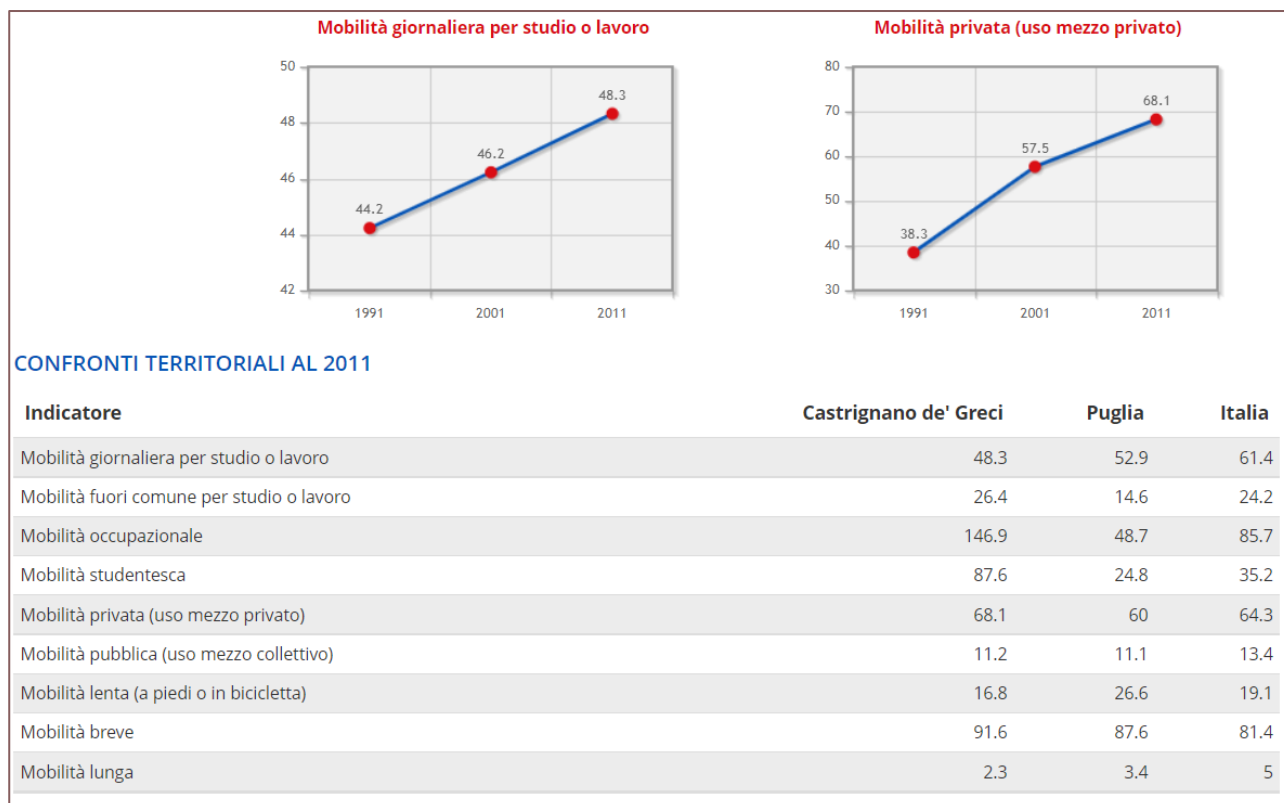 Mobilità giornaliera per studio o lavoro
50
48
46
44
42
44.2
46.2
48.3
1991 2001 2011
Mobilità privata (uso mezzo privato)
80
70
60
50
40
30
38.3
57.5
68.1
1991 2001 2011
CONFRONTI TERRITORIALI AL 2011
Indicatore Castrignano de' Greci Puglia Italia
Mobilità giornaliera per studio o lavoro 48.3 52.9 61.4
Mobilità fuori comune per studio o lavoro 26.4 14.6 24.2
Mobilità occupazionale 146.9 48.7 85.7
Mobilità studentesca 87.6 24.8 35.2
Mobilità privata (uso mezzo privato) 68.1 60 64.3
Mobilità pubblica (uso mezzo collettivo) 11.2 11.1 13.4
Mobilità lenta (a piedi o in bicicletta) 16.8 26.6 19.1
Mobilità breve 91.6 87.6 81.4
Mobilità lunga 2.3 3.4 5